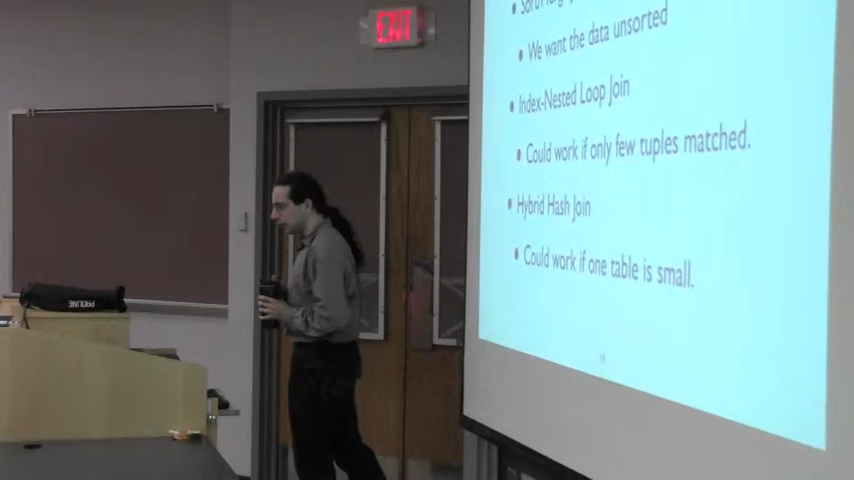 EXIT
We want the data unsorted
Index-Nested Loop Join
Could work if only few tuples matched.
Hybrid Hash Join
Could work if one table is small.
PROLINE